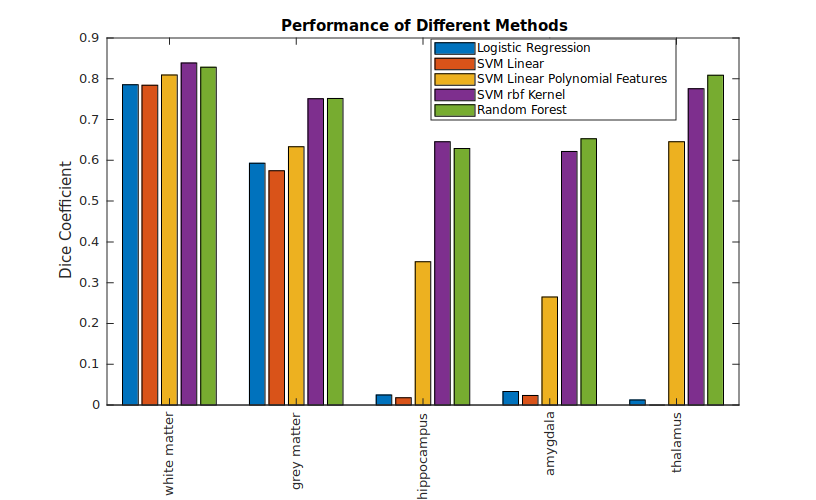 Performance of Different Methods
0.9
0.8
0.7
0.6
0.5
0.4
0.3
0.2
0.1
0
Dice Coefficient
Logistic Regression
SVM Linear
SVM Linear Polynomial Features
SVM rbf Kernel
Random Forest
white matter
grey matter
hippocampus
amygdala
thalamus